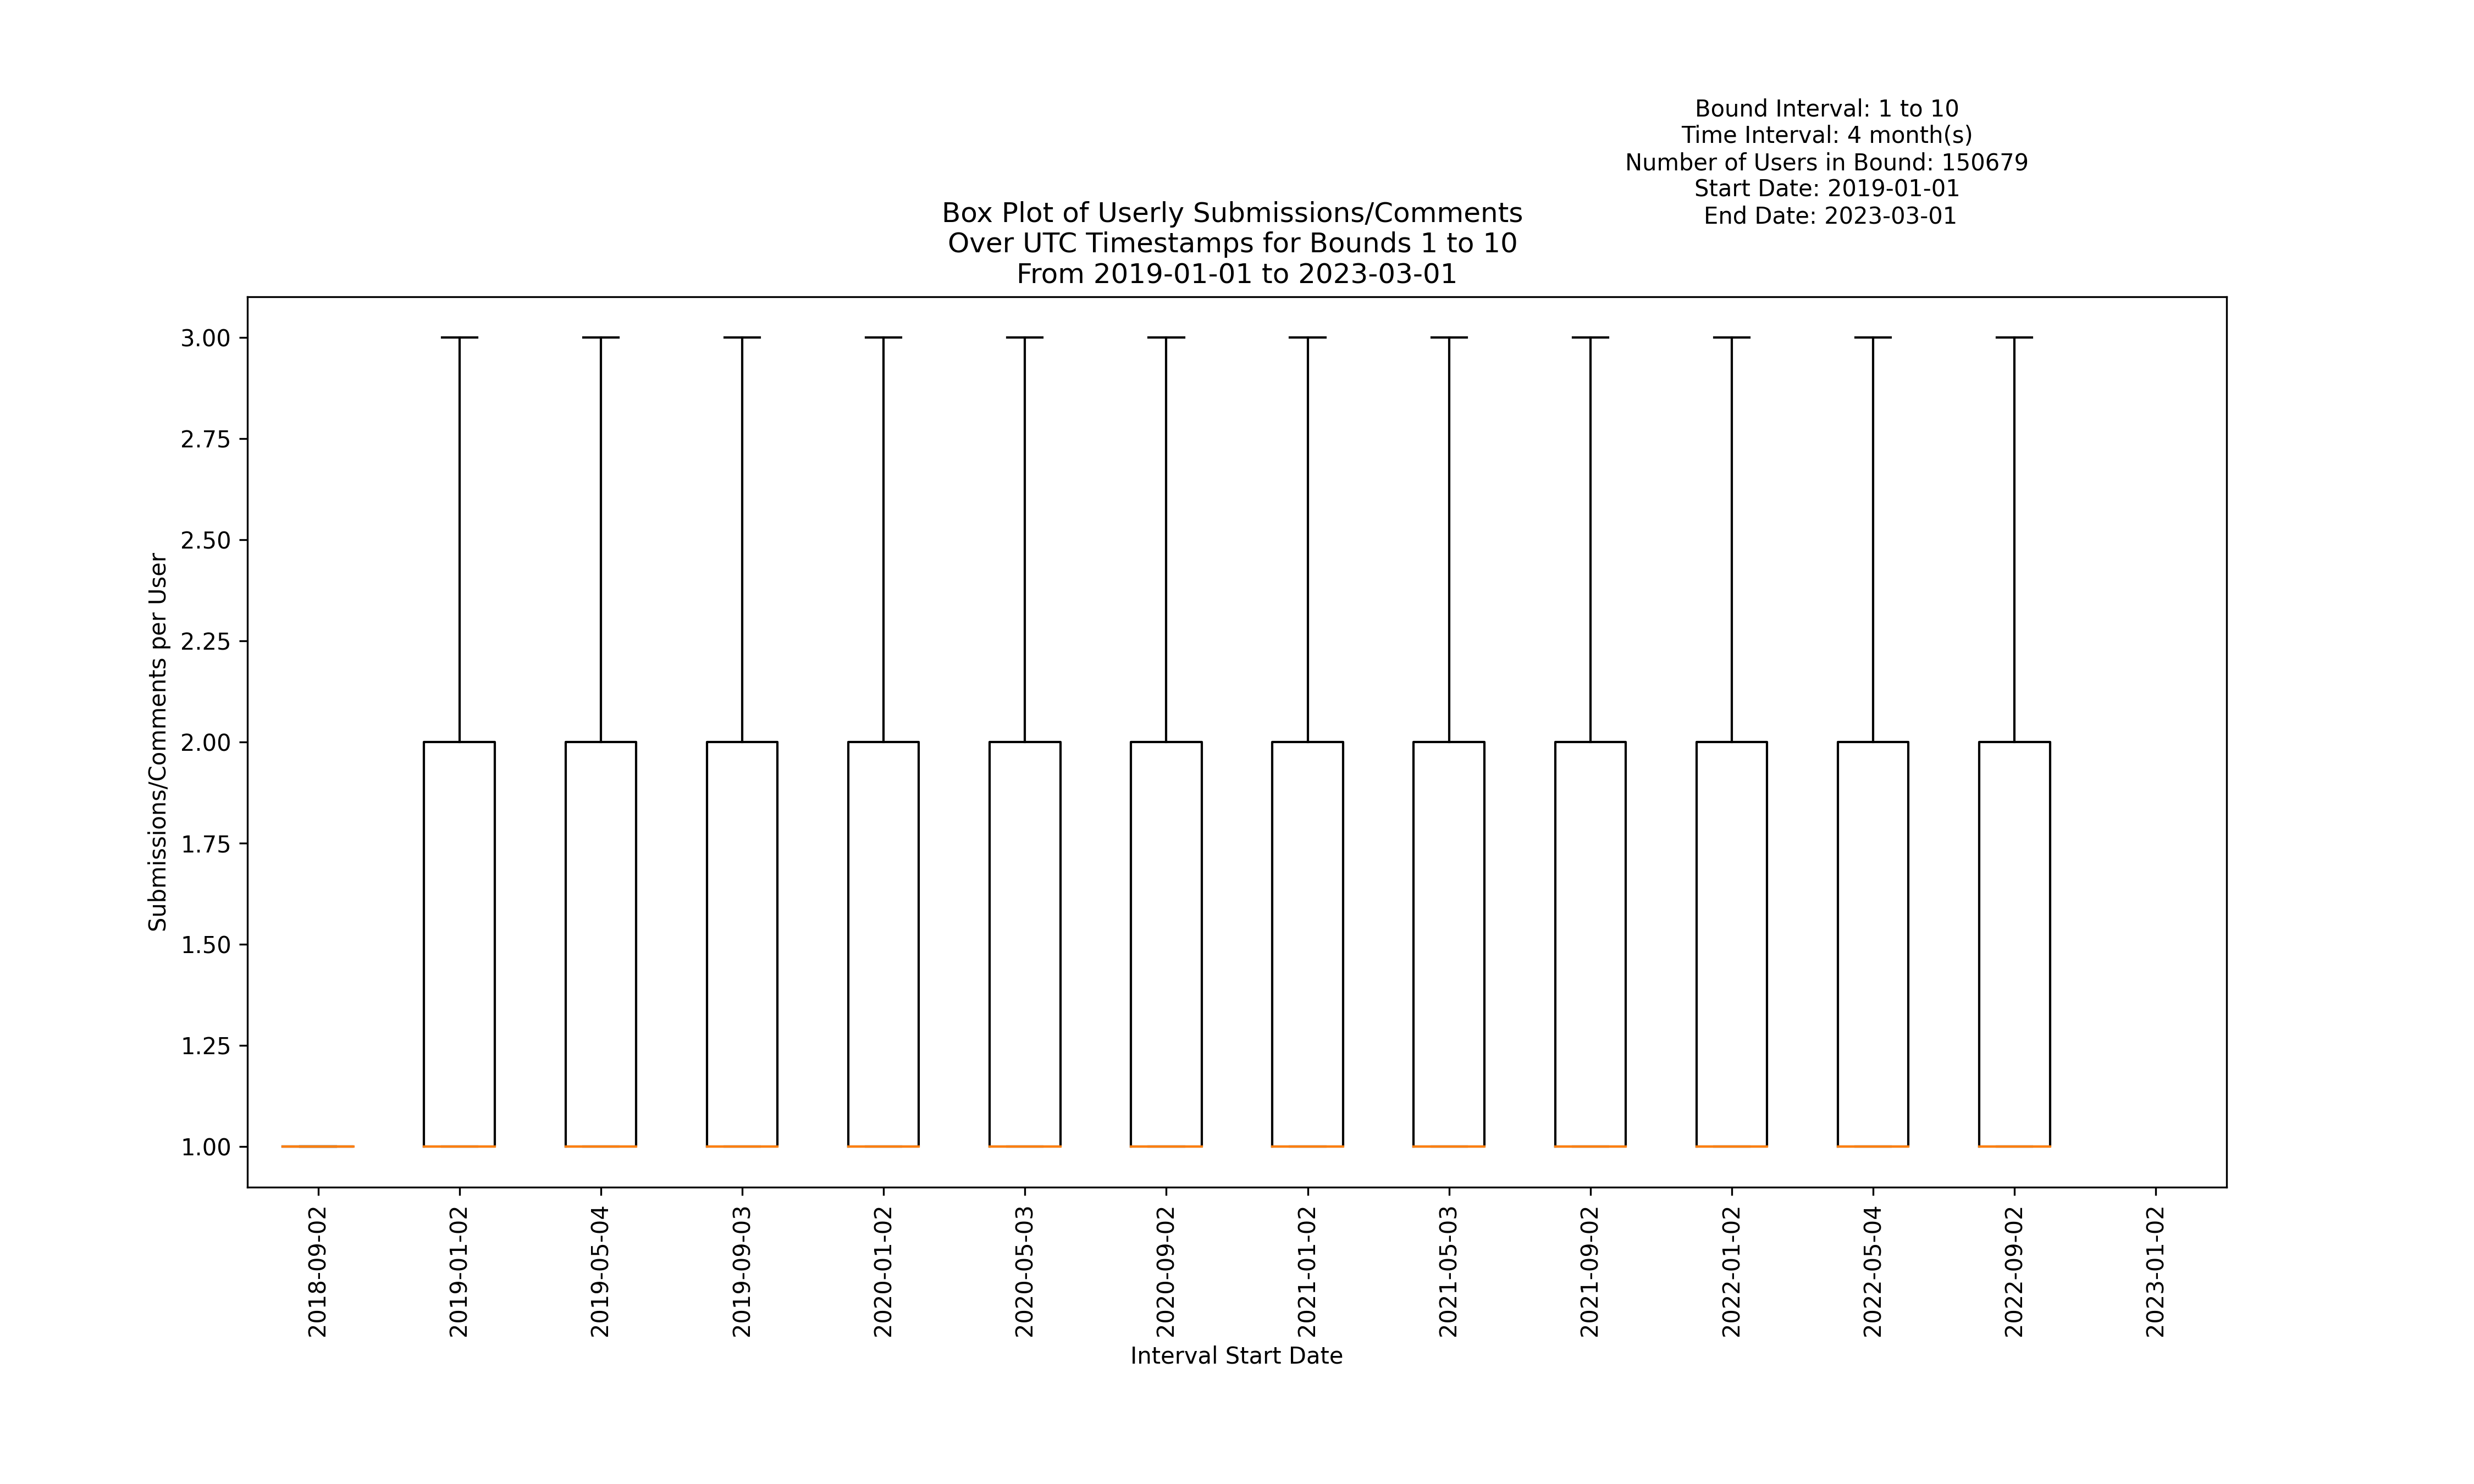 Bound Interval: 1 to 10
Time Interval: 4 month(s)
Number of Users in Bound: 150679
Start Date: 2019-01-01
End Date: 2023-03-01
Box Plot of Userly Submissions/Comments
Over UTC Timestamps for Bounds 1 to 10
From 2019-01-01 to 2023-03-01
Submissions/Comments per User
3.00
2.75
2.50
2.25
2.00
1.75
1.50
1.25
1.00
2018-09-02
2019-01-02
2019-05-04
2019-09-03
2020-01-02
2020-05-03
2020-09-02
2021-01-02
2021-05-03
2021-09-02
2022-01-02
2022-05-04
2022-09-02
2023-01-02
Interval Start Date